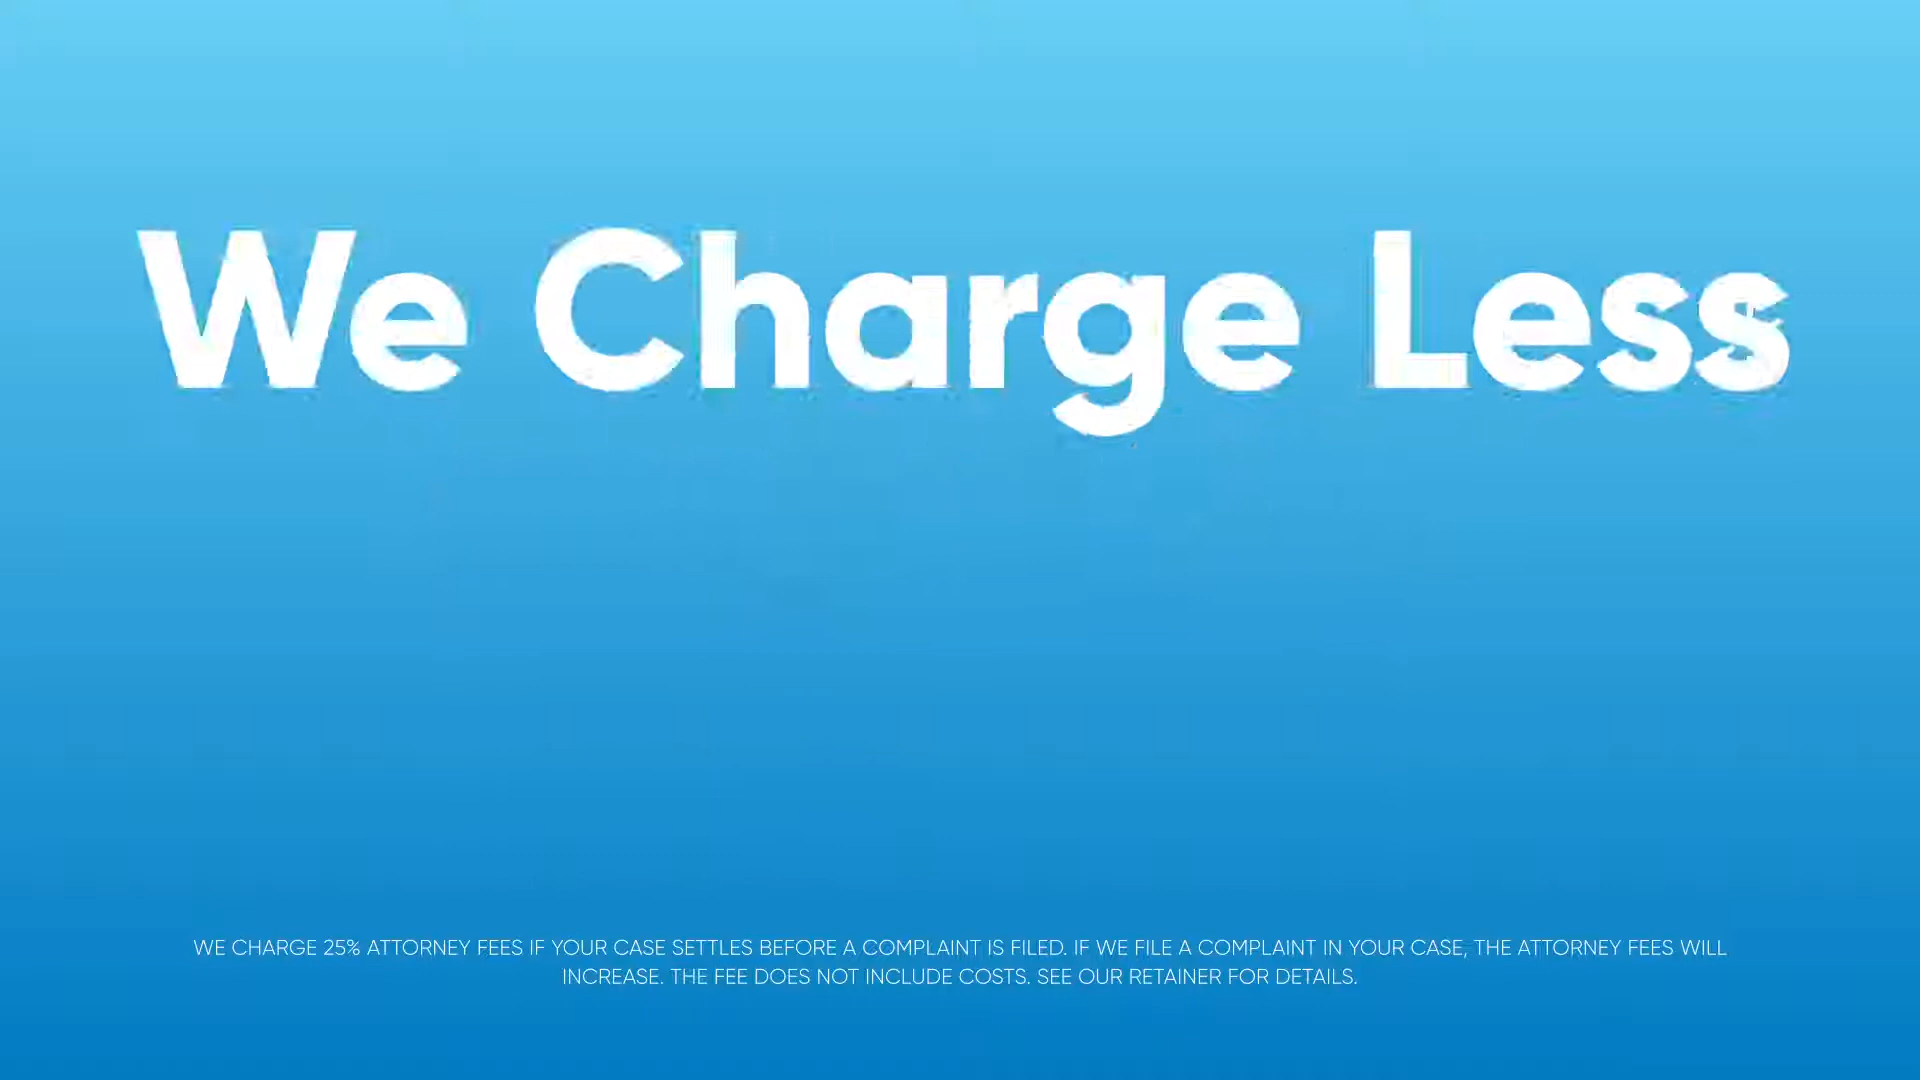 We Charge Less
WE CHARGE 25% ATTORNEY FEES IF YOUR CASE SETTLES BEFORE A COMPLAINT IS FILED. IF WE FILE A COMPLAINT IN YOUR CASE, THE ATTORNEY FEES WILL
INCREASE. THE FEE DOES NOT INCLUDE COSTS. SEE OUR RETAINER FOR DETAILS.